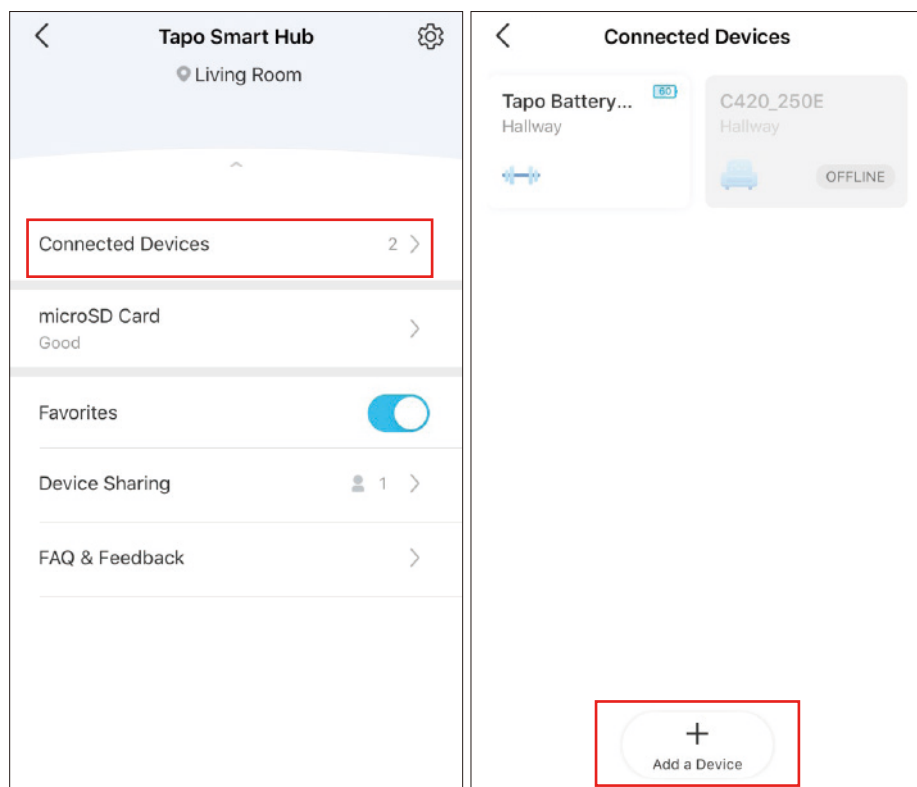 Tapo Smart Hub
Living Room
Connected Devices 2
microSD Card
Good
Favorites
Device Sharing 1
FAQ & Feedback
Connected Devices
Tapo Battery... 60
Hallway
C420_250E
Hallway
OFFLINE
Add a Device